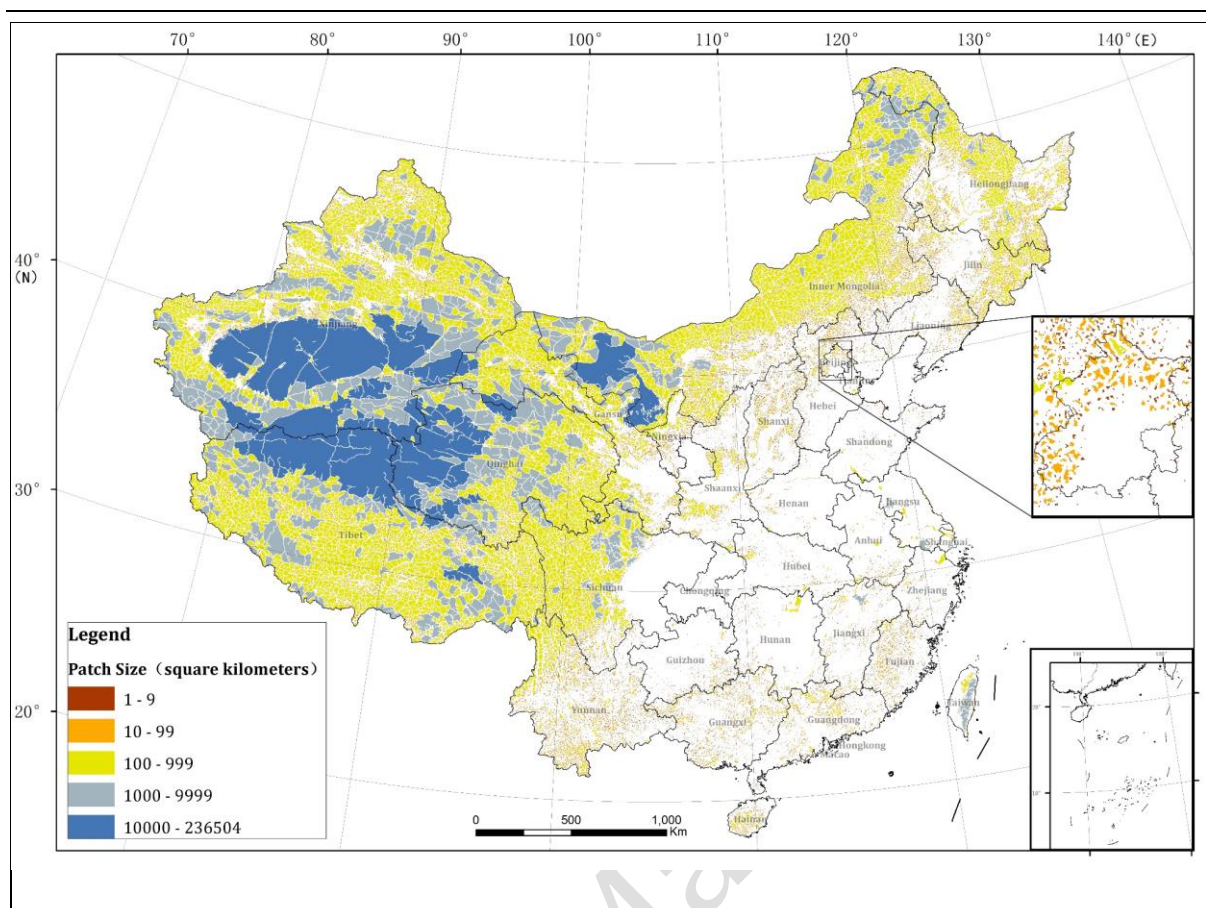 70° 80° 90° 100° 110° 120° 130° 140° (E)
40°
(N)
30°
20°
Heilongjiang
Jilin
Inner Mongolia
Liaoning
Xinjiang
Beijing
Tianjin
Gansu
Hebei
Shanxi
Ningxia
Shandong
Qinghai
Shaanxi
Henan
Jiangsu
Tibet
Anhui
Shanghai
Hubei
Sichuan
Chongqing
Zhejiang
Hunan
Jiangxi
Guizhou
Fujian
Yunnan
Guangxi
Guangdong
Taiwan
Hongkong
Macao
Hainan
Legend
Patch Size（square kilometers）
1 - 9
10 - 99
100 - 999
1000 - 9999
10000 - 236504
0 500 1,000
Km